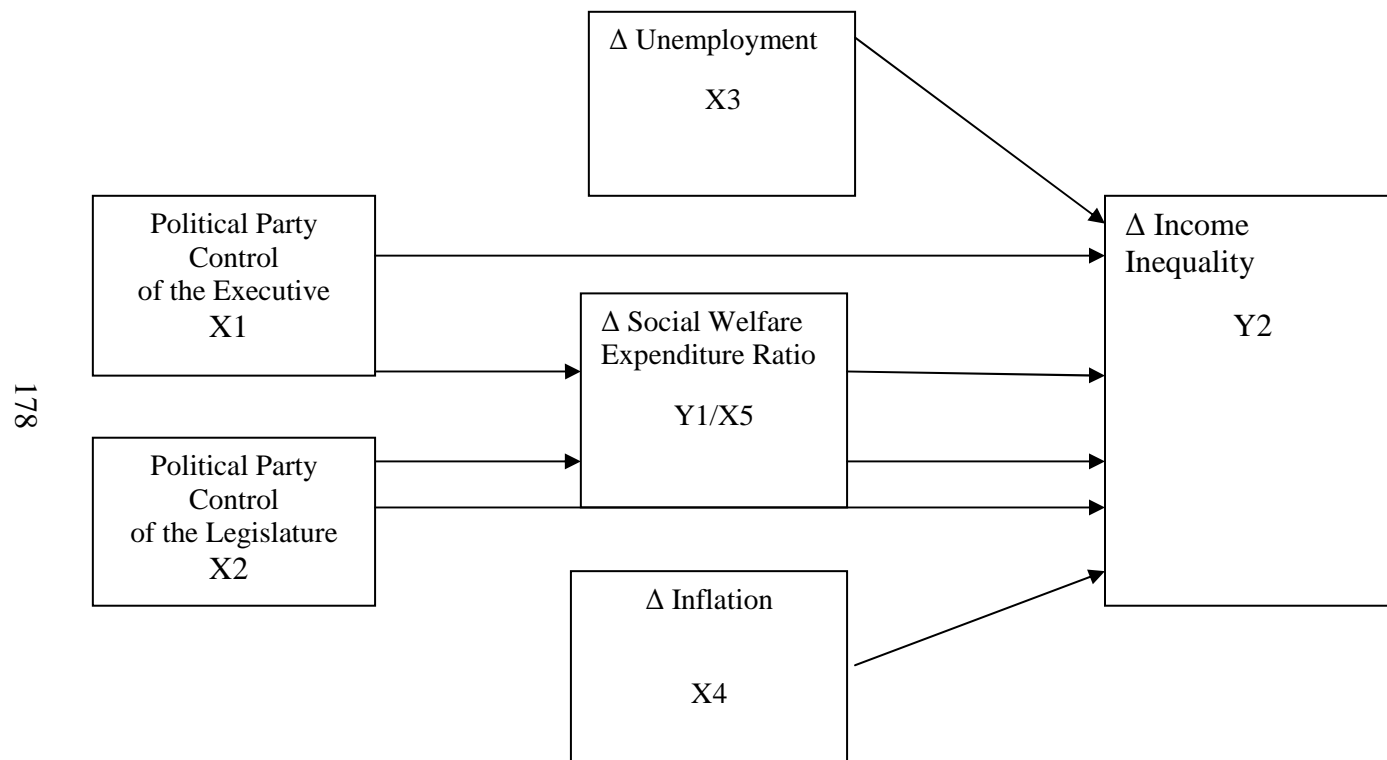 Δ Unemployment
X3
Political Party
Control
of the Executive
X1
Δ Social Welfare
Expenditure Ratio
Y1/X5
Δ Income
Inequality
Y2
Political Party
Control
of the Legislature
X2
Δ Inflation
X4
178